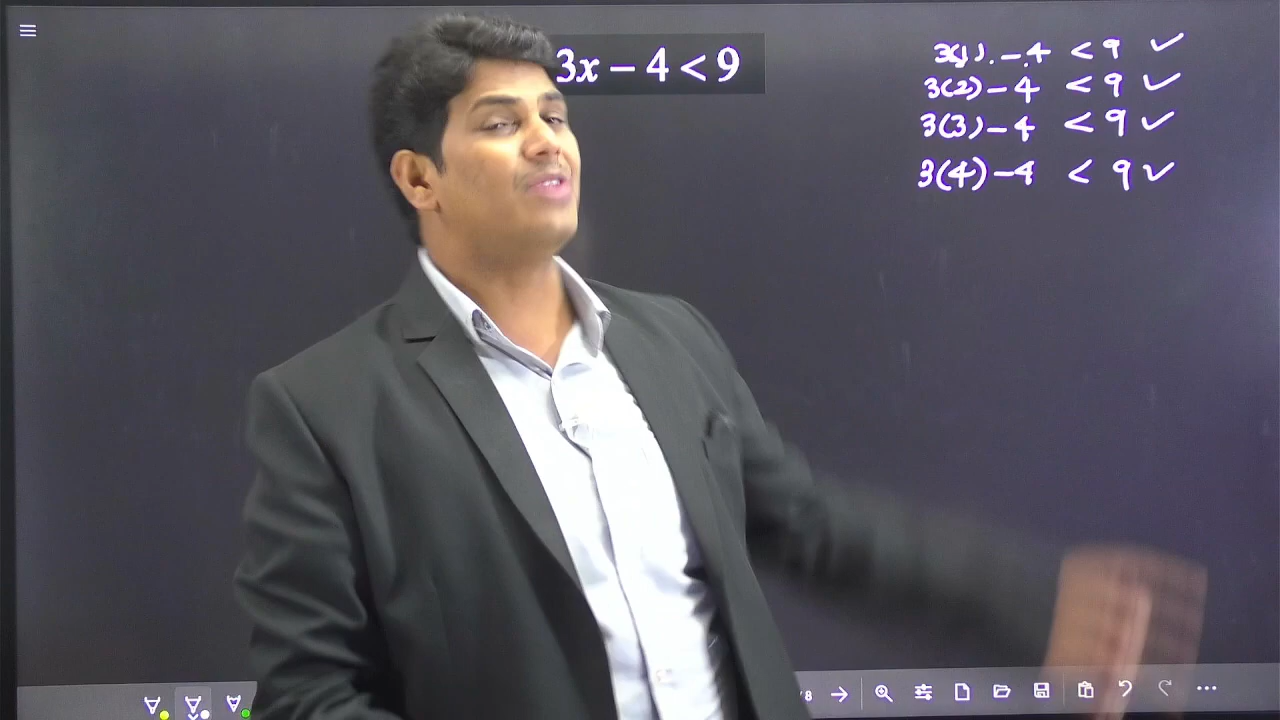 3x − 4 < 9
3(1) − 4 < 9 ✓
3(2) − 4 < 9 ✓
3(3) − 4 < 9 ✓
3(4) − 4 < 9 ✓
/8